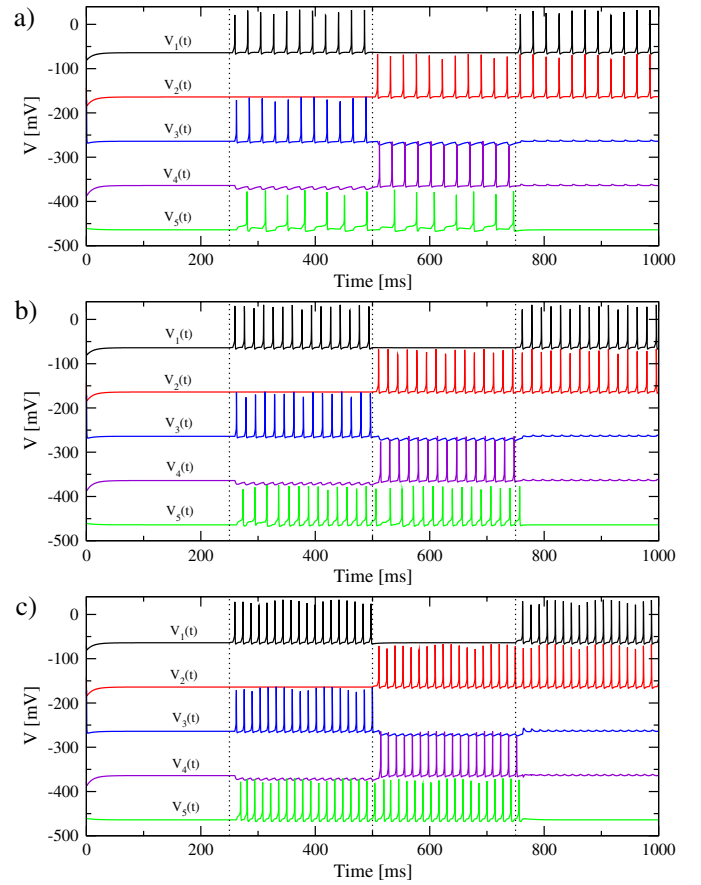 a)
0
-100
-200
-300
-400
-500
V [mV]
V1(t)
V2(t)
V3(t)
V4(t)
V5(t)
0 200 400 600 800 1000
Time [ms]
b)
0
-100
-200
-300
-400
-500
V [mV]
V1(t)
V2(t)
V3(t)
V4(t)
V5(t)
0 200 400 600 800 1000
Time [ms]
c)
0
-100
-200
-300
-400
-500
V [mV]
V1(t)
V2(t)
V3(t)
V4(t)
V5(t)
0 200 400 600 800 1000
Time [ms]